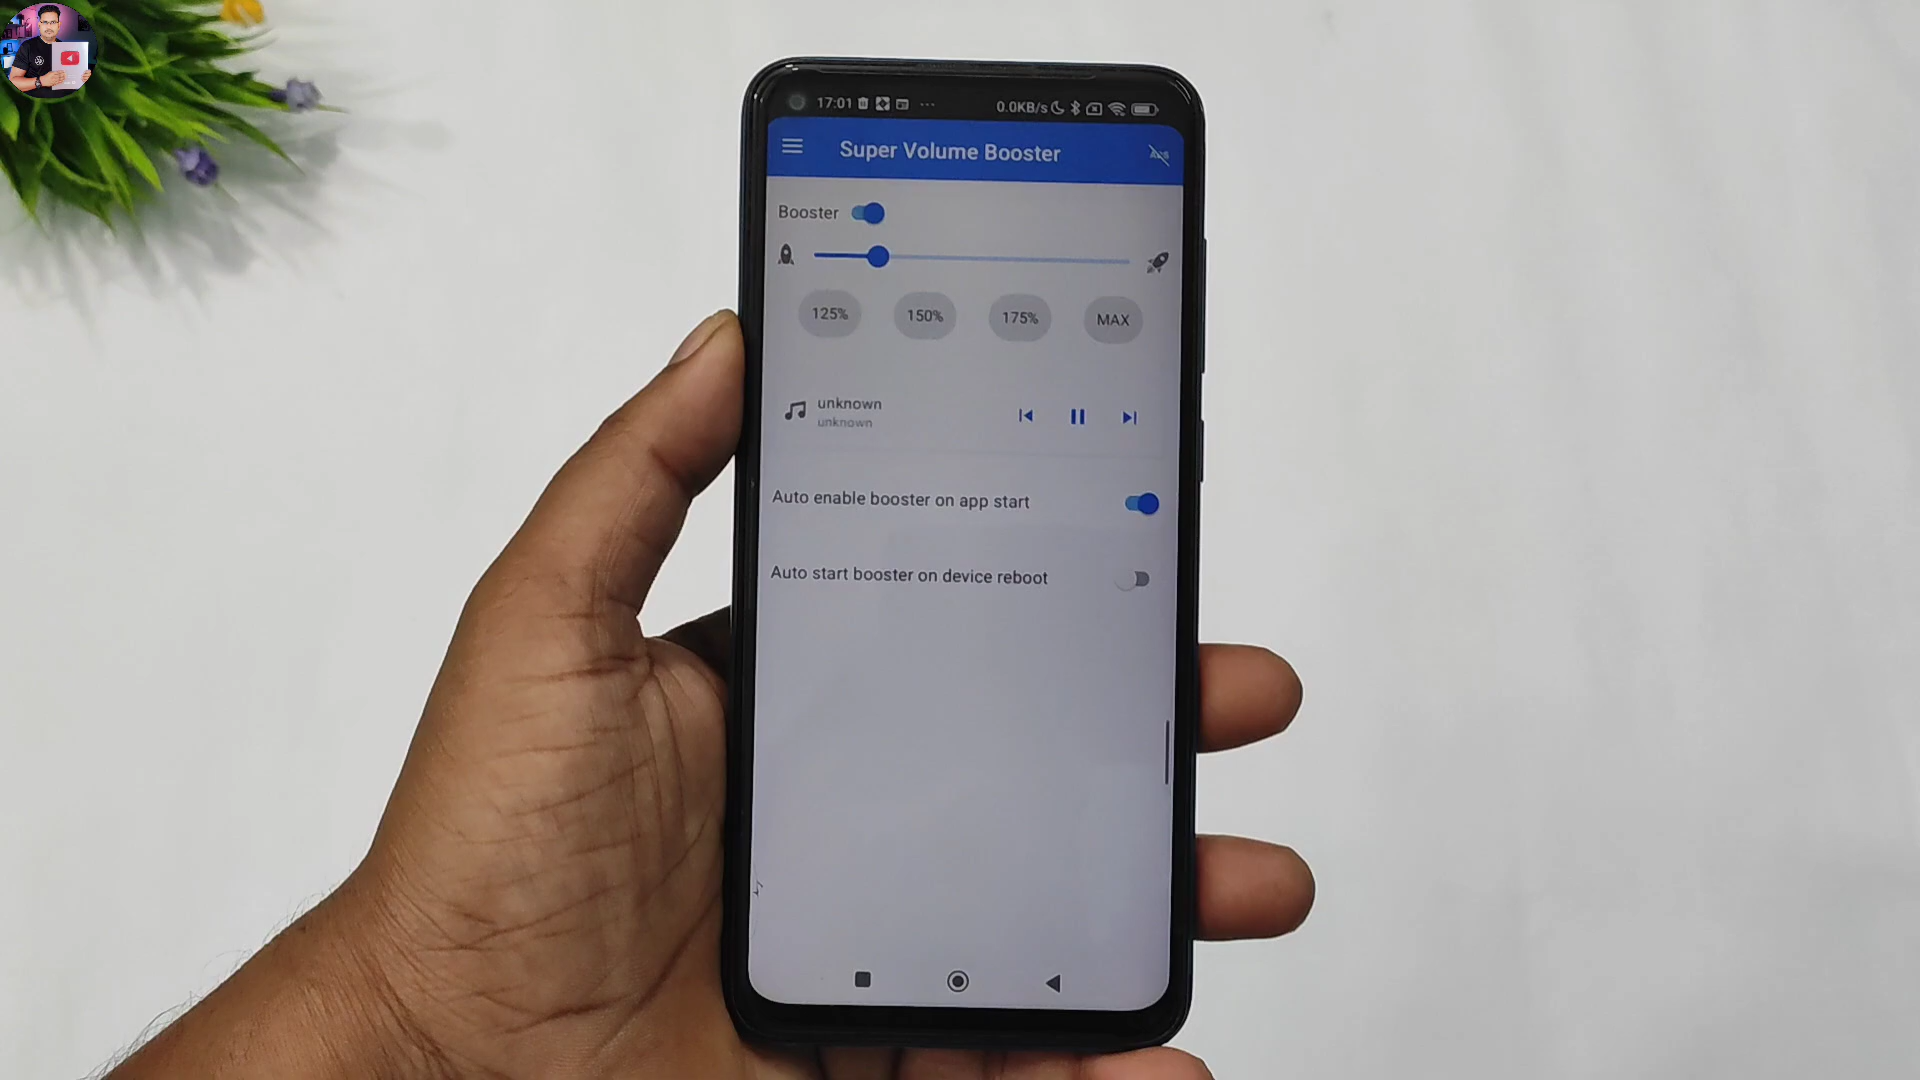 17:01 ... 0.0KB/s
Super Volume Booster
ADS
Booster
125% 150% 175% MAX
unknown
unknown
Auto enable booster on app start
Auto start booster on device reboot